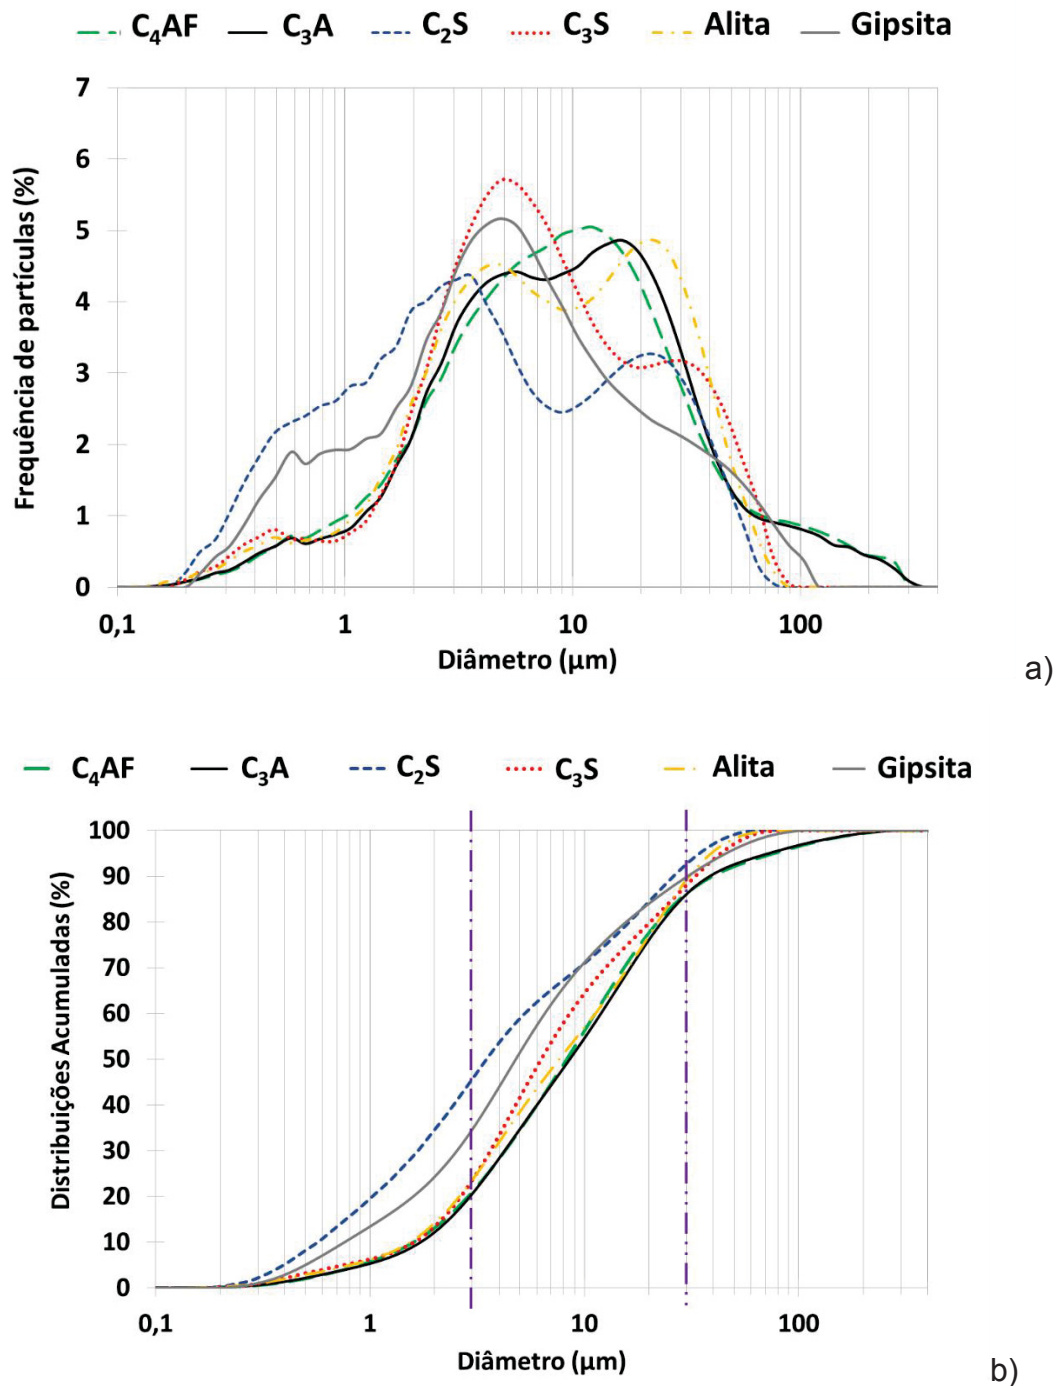 C₄AF C₃A C₂S C₃S Alita Gipsita
7
6
5
4
3
2
1
0
Frequência de partículas (%)
0,1 1 10 100
Diâmetro (µm)
a)
C₄AF C₃A C₂S C₃S Alita Gipsita
100
90
80
70
60
50
40
30
20
10
0
Distribuições Acumuladas (%)
0,1 1 10 100
Diâmetro (µm)
b)